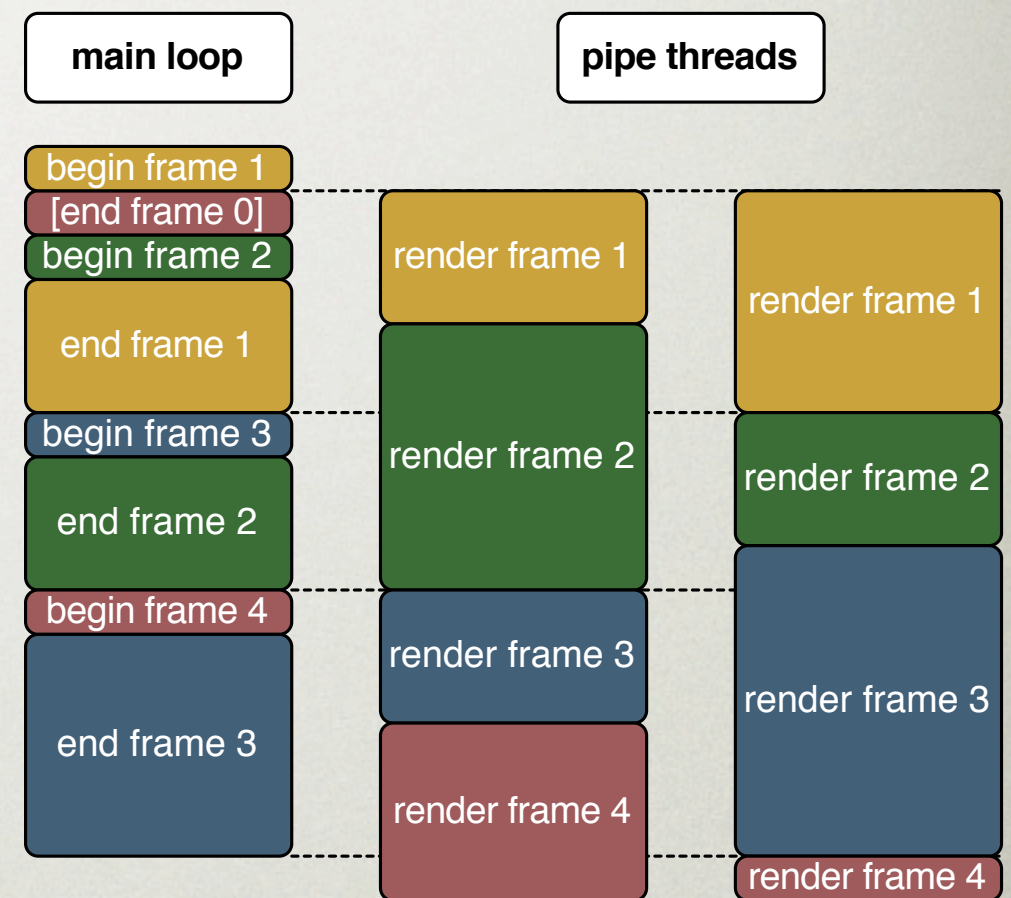 main loop
pipe threads
begin frame 1
[end frame 0]
begin frame 2
end frame 1
begin frame 3
end frame 2
begin frame 4
end frame 3
render frame 1
render frame 2
render frame 3
render frame 4
render frame 1
render frame 2
render frame 3
render frame 4